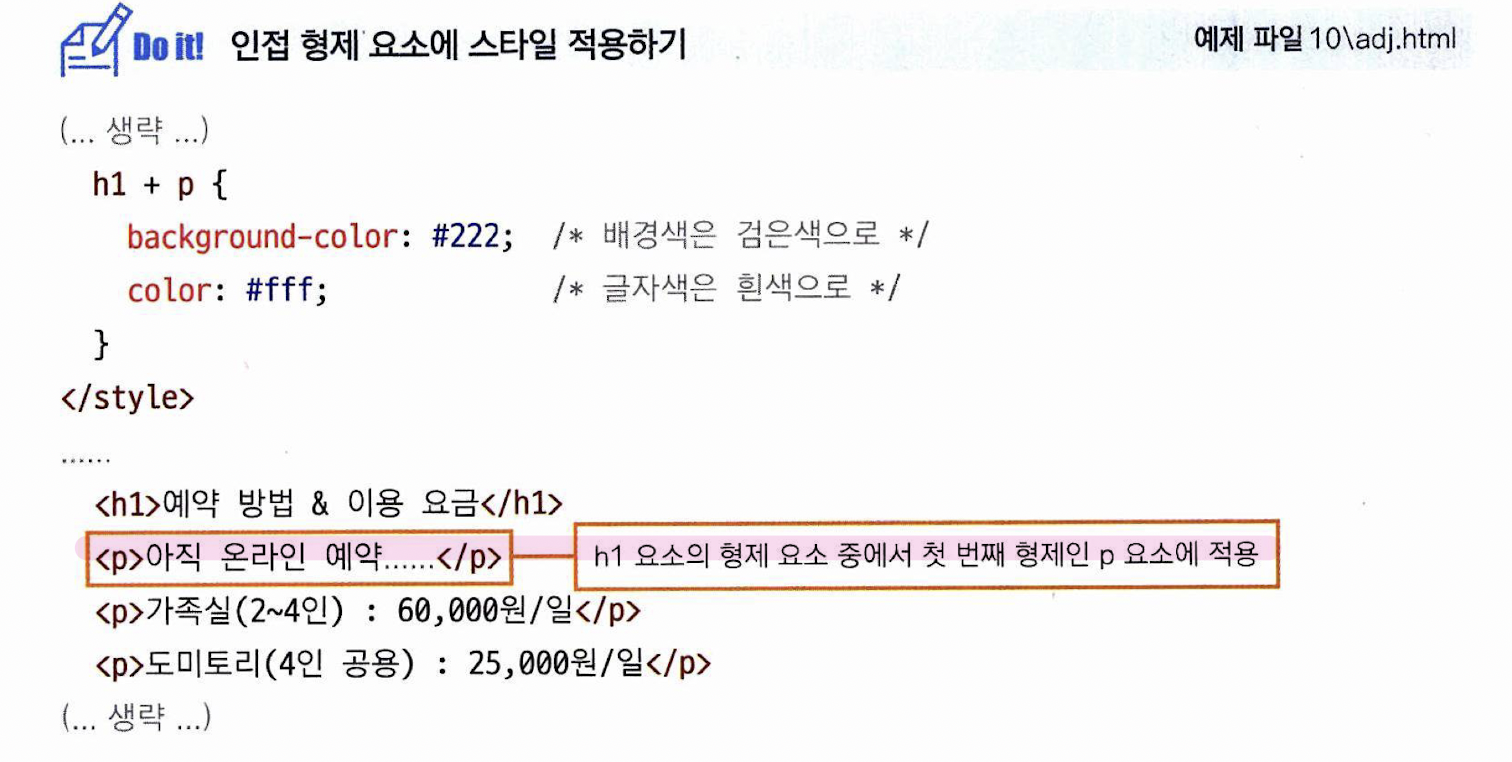 Do it! 인접 형제 요소에 스타일 적용하기 예제 파일 10\adj.html
(... 생략 ...)
h1 + p {
background-color: #222; /* 배경색은 검은색으로 */
color: #fff; /* 글자색은 흰색으로 */
}
</style>
......
<h1>예약 방법 & 이용 요금</h1>
<p>아직 온라인 예약......</p> h1 요소의 형제 요소 중에서 첫 번째 형제인 p 요소에 적용
<p>가족실(2~4인) : 60,000원/일</p>
<p>도미토리(4인 공용) : 25,000원/일</p>
(... 생략 ...)